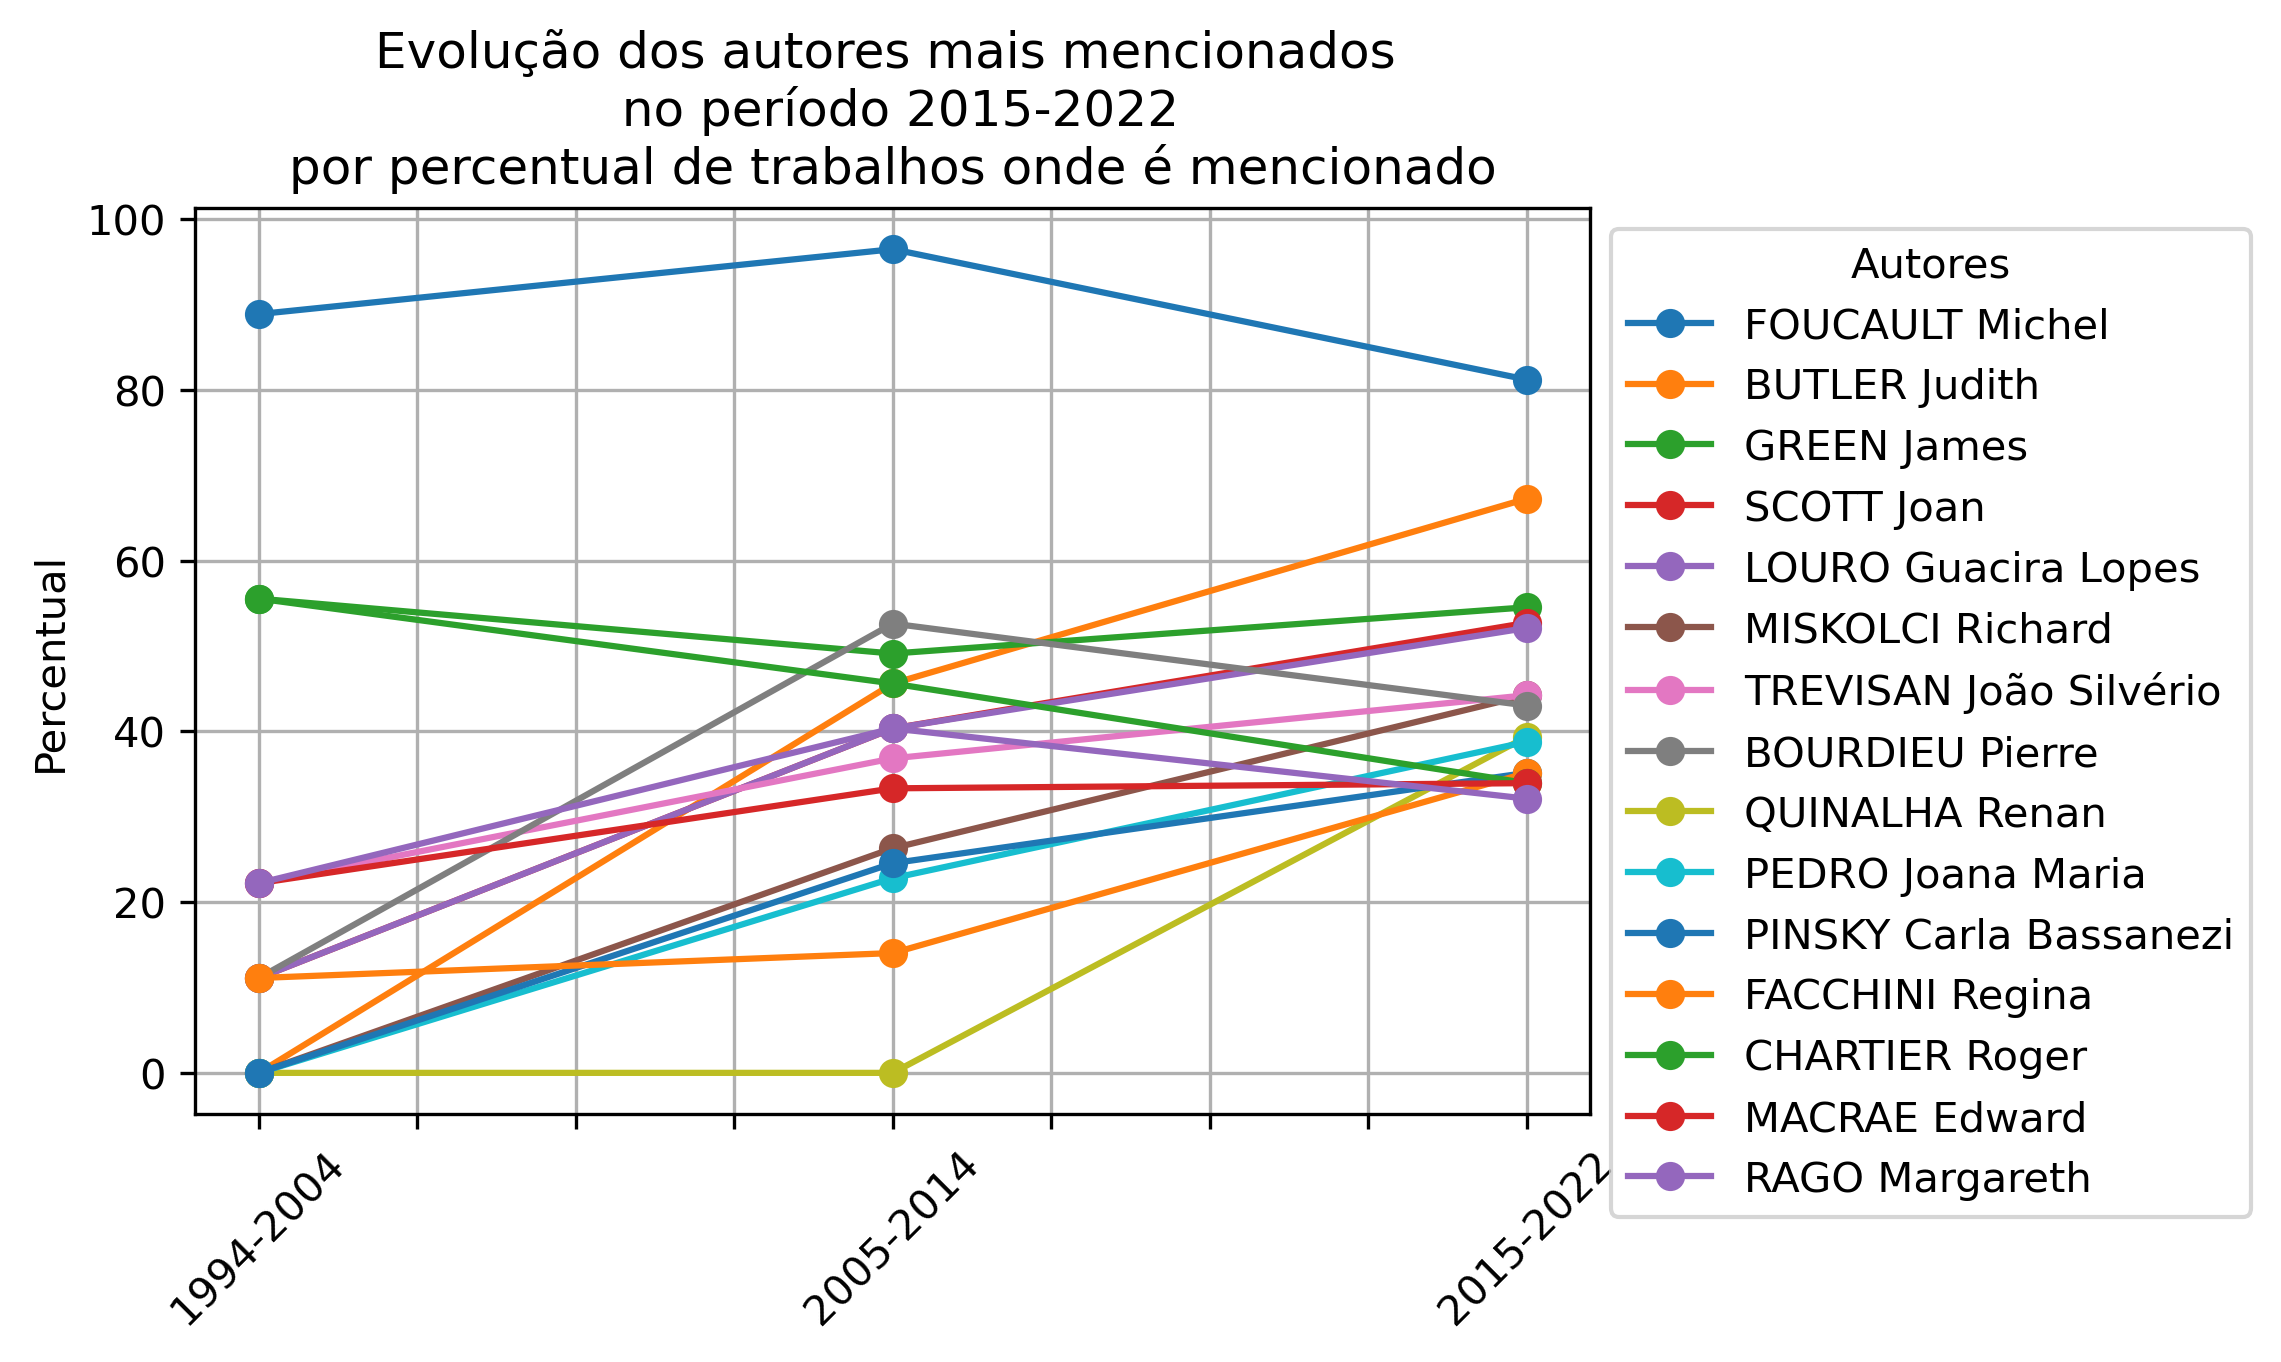 Evolução dos autores mais mencionados
no período 2015-2022
por percentual de trabalhos onde é mencionado
Percentual
100
80
60
40
20
0
1994-2004
2005-2014
2015-2022
Autores
FOUCAULT Michel
BUTLER Judith
GREEN James
SCOTT Joan
LOURO Guacira Lopes
MISKOLCI Richard
TREVISAN João Silvério
BOURDIEU Pierre
QUINALHA Renan
PEDRO Joana Maria
PINSKY Carla Bassanezi
FACCHINI Regina
CHARTIER Roger
MACRAE Edward
RAGO Margareth